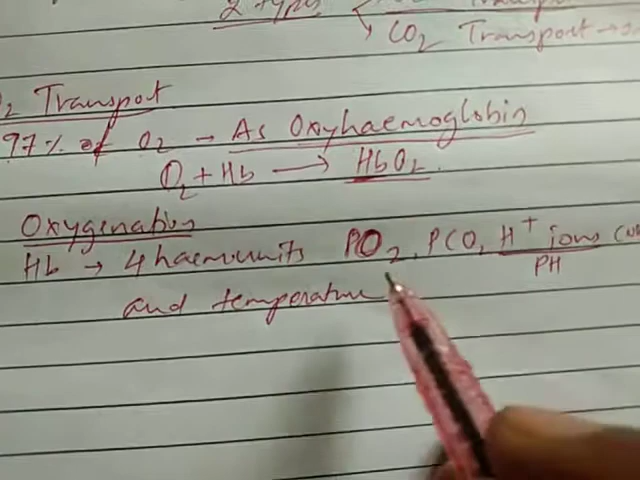 2 types
CO2 Transport →
O2 Transport
97% of O2 → As Oxyhaemoglobin
O2 + Hb → HbO2
Oxygenation
Hb → 4 haemunits PO2, PCO2 H+ ions
PH
and temperature